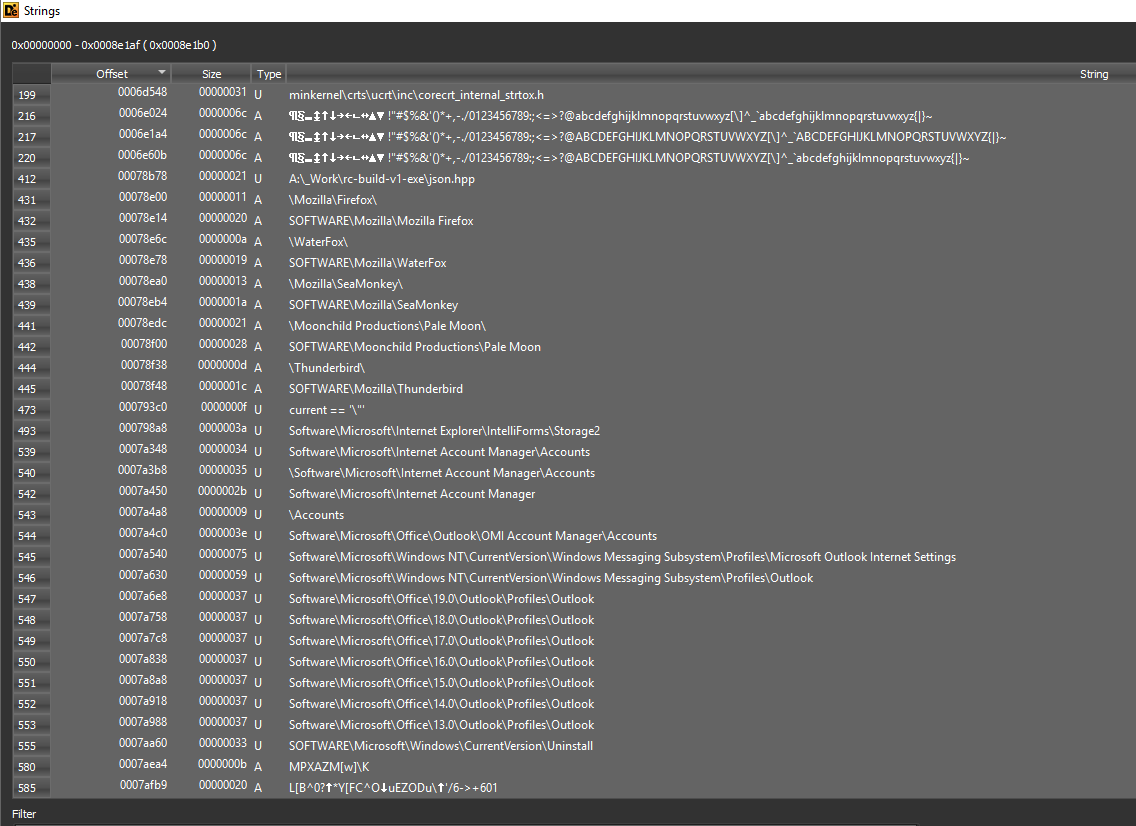 De Strings
0x00000000 - 0x0008e1af ( 0x0008e1b0 )
Offset Size Type String
199 0006d548 00000031 U minkernel\crts\ucrt\inc\corecrt_internal_strtox.h
216 0006e024 0000006c A ¶§▬↨↑↓→←∟↔▲▼ !"#$%&'()*+,-./0123456789:;<=>?@abcdefghijklmnopqrstuvwxyz[\]^_`abcdefghijklmnopqrstuvwxyz{|}~
217 0006e1a4 0000006c A ¶§▬↨↑↓→←∟↔▲▼ !"#$%&'()*+,-./0123456789:;<=>?@ABCDEFGHIJKLMNOPQRSTUVWXYZ[\]^_`ABCDEFGHIJKLMNOPQRSTUVWXYZ{|}~
220 0006e60b 0000006c A ¶§▬↨↑↓→←∟↔▲▼ !"#$%&'()*+,-./0123456789:;<=>?@ABCDEFGHIJKLMNOPQRSTUVWXYZ[\]^_`abcdefghijklmnopqrstuvwxyz{|}~
412 00078b78 00000021 U A:\_Work\rc-build-v1-exe\json.hpp
431 00078e00 00000011 A \Mozilla\Firefox\
432 00078e14 00000020 A SOFTWARE\Mozilla\Mozilla Firefox
435 00078e6c 0000000a A \WaterFox\
436 00078e78 00000019 A SOFTWARE\Mozilla\WaterFox
438 00078ea0 00000013 A \Mozilla\SeaMonkey\
439 00078eb4 0000001a A SOFTWARE\Mozilla\SeaMonkey
441 00078edc 00000021 A \Moonchild Productions\Pale Moon\
442 00078f00 00000028 A SOFTWARE\Moonchild Productions\Pale Moon
444 00078f38 0000000d A \Thunderbird\
445 00078f48 0000001c A SOFTWARE\Mozilla\Thunderbird
473 000793c0 0000000f U current == '\"'
493 000798a8 0000003a U Software\Microsoft\Internet Explorer\IntelliForms\Storage2
539 0007a348 00000034 U Software\Microsoft\Internet Account Manager\Accounts
540 0007a3b8 00000035 U \Software\Microsoft\Internet Account Manager\Accounts
542 0007a450 0000002b U Software\Microsoft\Internet Account Manager
543 0007a4a8 00000009 U \Accounts
544 0007a4c0 0000003e U Software\Microsoft\Office\Outlook\OMI Account Manager\Accounts
545 0007a540 00000075 U Software\Microsoft\Windows NT\CurrentVersion\Windows Messaging Subsystem\Profiles\Microsoft Outlook Internet Settings
546 0007a630 00000059 U Software\Microsoft\Windows NT\CurrentVersion\Windows Messaging Subsystem\Profiles\Outlook
547 0007a6e8 00000037 U Software\Microsoft\Office\19.0\Outlook\Profiles\Outlook
548 0007a758 00000037 U Software\Microsoft\Office\18.0\Outlook\Profiles\Outlook
549 0007a7c8 00000037 U Software\Microsoft\Office\17.0\Outlook\Profiles\Outlook
550 0007a838 00000037 U Software\Microsoft\Office\16.0\Outlook\Profiles\Outlook
551 0007a8a8 00000037 U Software\Microsoft\Office\15.0\Outlook\Profiles\Outlook
552 0007a918 00000037 U Software\Microsoft\Office\14.0\Outlook\Profiles\Outlook
553 0007a988 00000037 U Software\Microsoft\Office\13.0\Outlook\Profiles\Outlook
555 0007aa60 00000033 U SOFTWARE\Microsoft\Windows\CurrentVersion\Uninstall
580 0007aea4 0000000b A MPXAZM[w]\K
585 0007afb9 00000020 A L[B^0?↑*Y[FC^O↓uEZODu\↑'/6->+601
Filter